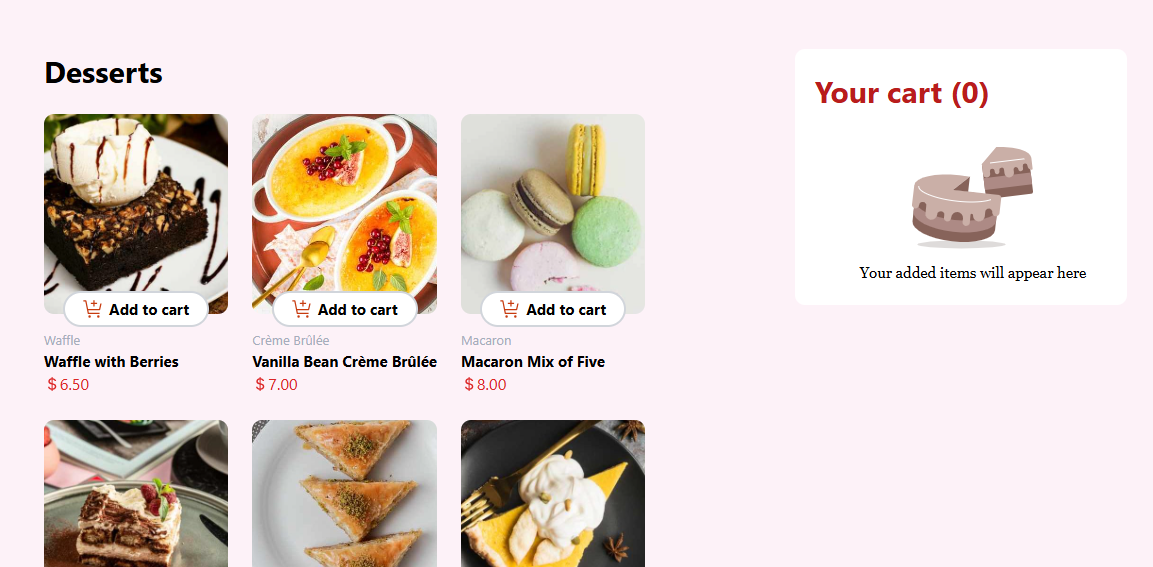 Desserts
Your cart (0)
Your added items will appear here
Add to cart
Add to cart
Add to cart
Waffle
Waffle with Berries
$ 6.50
Crème Brûlée
Vanilla Bean Crème Brûlée
$ 7.00
Macaron
Macaron Mix of Five
$ 8.00